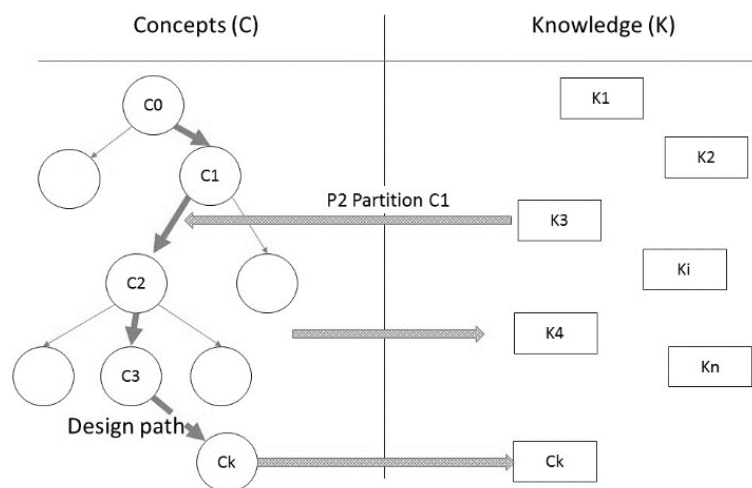 Concepts (C)
Knowledge (K)
C0
K1
K2
C1
P2 Partition C1
K3
Ki
C2
K4
Kn
C3
Design path
Ck
Ck